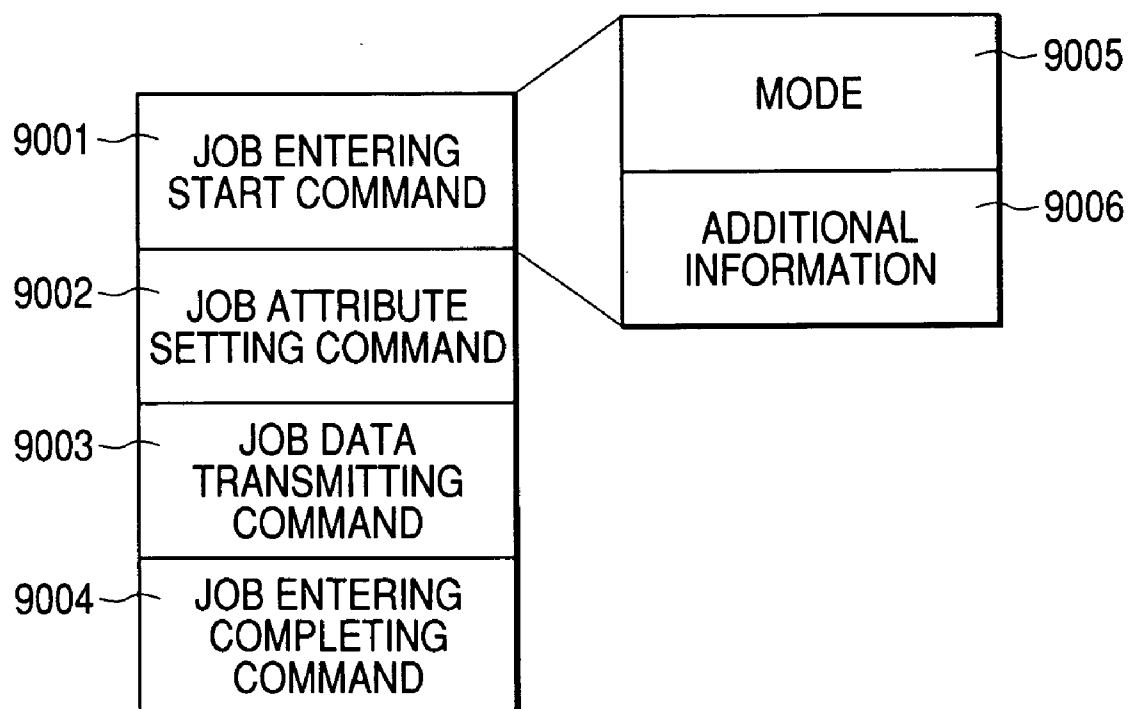 9001
JOB ENTERING
START COMMAND
9002
JOB ATTRIBUTE
SETTING COMMAND
9003
JOB DATA
TRANSMITTING
COMMAND
9004
JOB ENTERING
COMPLETING
COMMAND
MODE
9005
ADDITIONAL
INFORMATION
9006